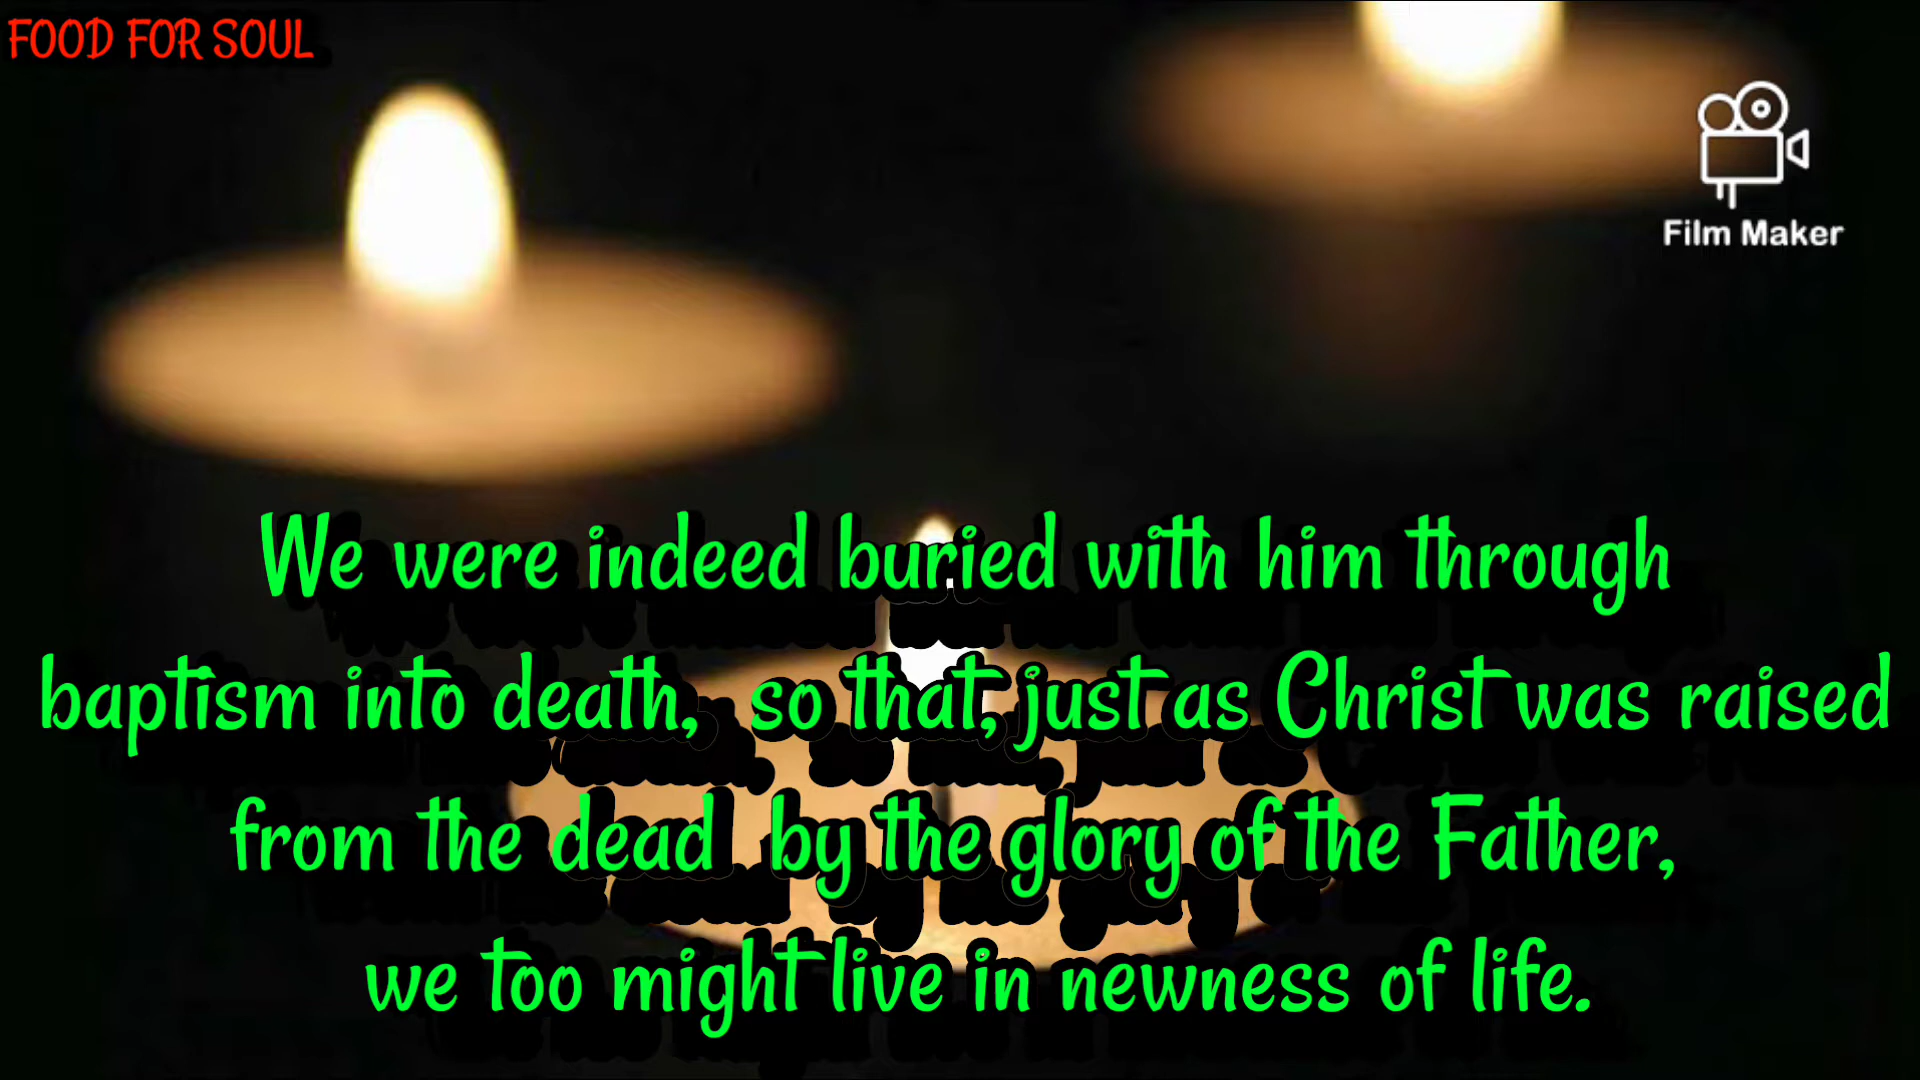 FOOD FOR SOUL
Film Maker
We were indeed buried with him through
baptism into death, so that, just as Christ was raised
from the dead by the glory of the Father,
we too might live in newness of life.